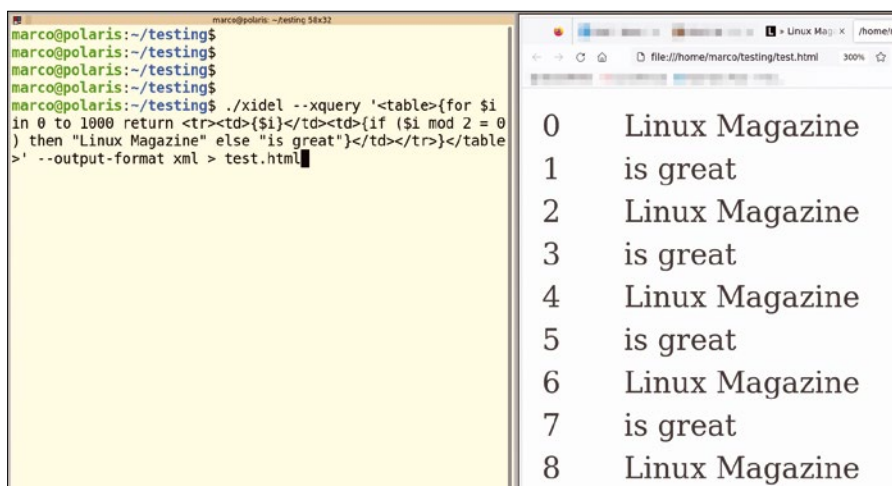 marco@polaris: ~/testing 58x32
marco@polaris:~/testing$
marco@polaris:~/testing$
marco@polaris:~/testing$
marco@polaris:~/testing$
marco@polaris:~/testing$ ./xidel --xquery '<table>{for $i
in 0 to 1000 return <tr><td>{$i}</td><td>{if ($i mod 2 = 0
) then "Linux Magazine" else "is great"}</td></tr>}</table
>' --output-format xml > test.html
» Linux Mag
/home/
file:///home/marco/testing/test.html 300%
0 Linux Magazine
1 is great
2 Linux Magazine
3 is great
4 Linux Magazine
5 is great
6 Linux Magazine
7 is great
8 Linux Magazine